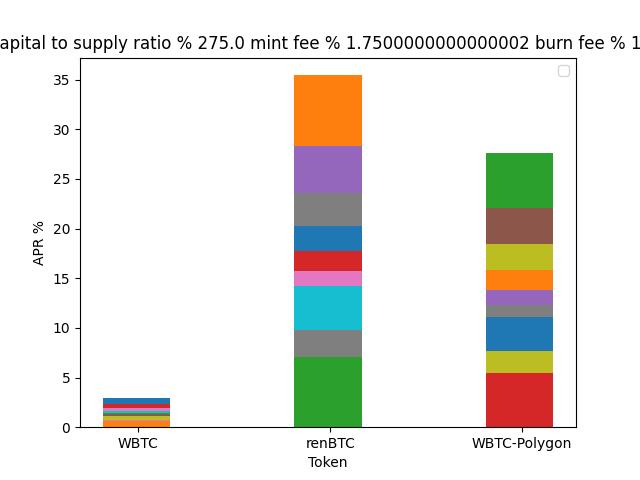 apital to supply ratio % 275.0 mint fee % 1.7500000000000002 burn fee % 1
35
30
25
20
15
10
5
0
APR %
WBTC renBTC WBTC-Polygon
Token